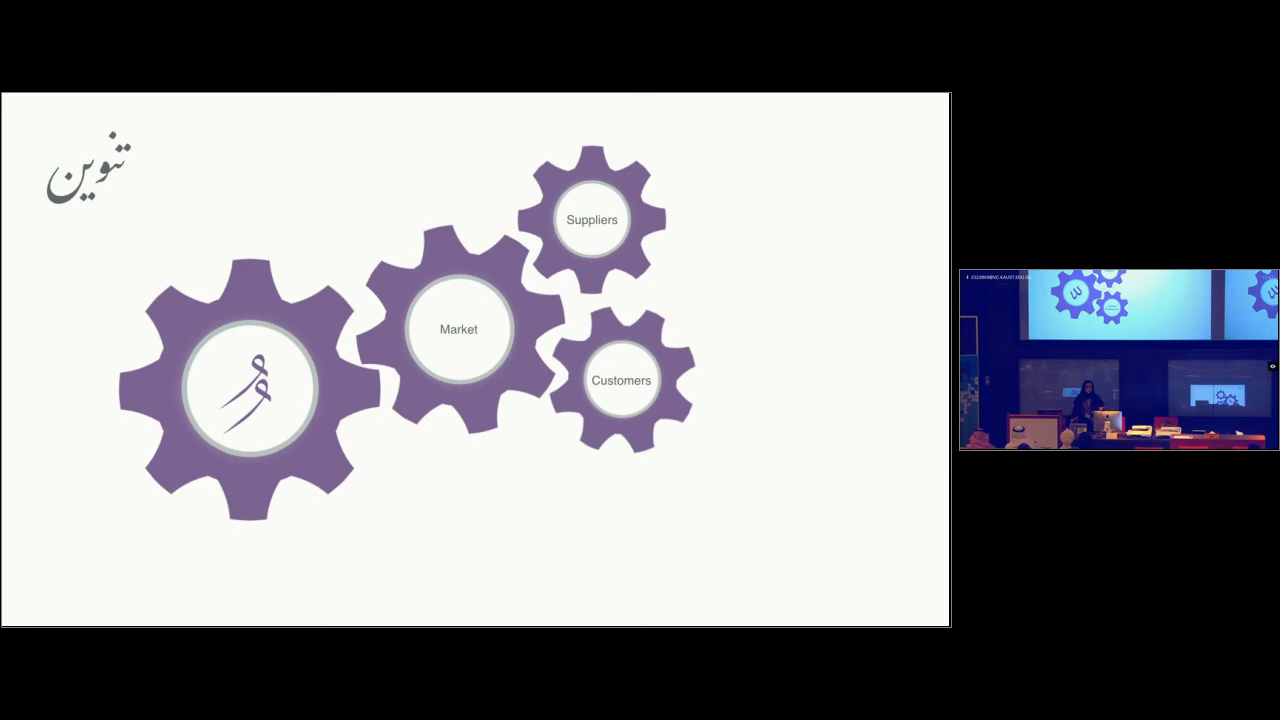 تنوين
Suppliers
Market
Customers